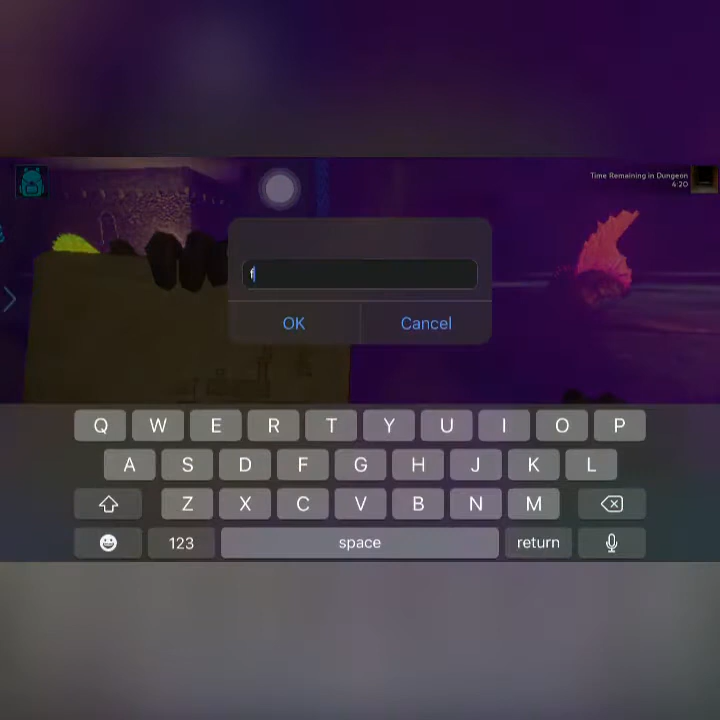 Time Remaining in Dungeon
4:20
f
OK Cancel
Q W E R T Y U I O P
A S D F G H J K L
Z X C V B N M
123 space return